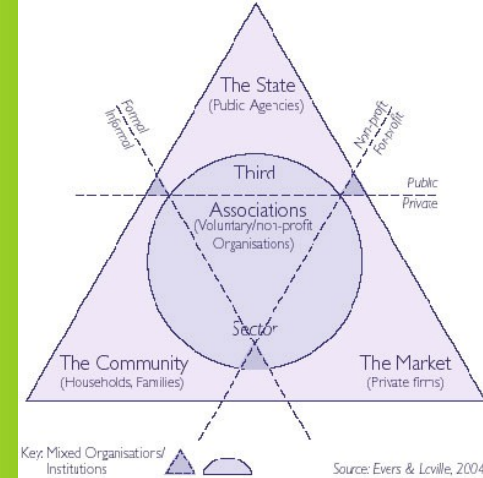 The State
(Public Agencies)
Formal
Informal
Non-profit
For-profit
Third
Public
Private
Associations
(Voluntary/non-profit
Organisations)
Sector
The Community
(Households, Families)
The Market
(Private firms)
Key: Mixed Organisations/
Institutions
Source: Evers & Lcville, 2004